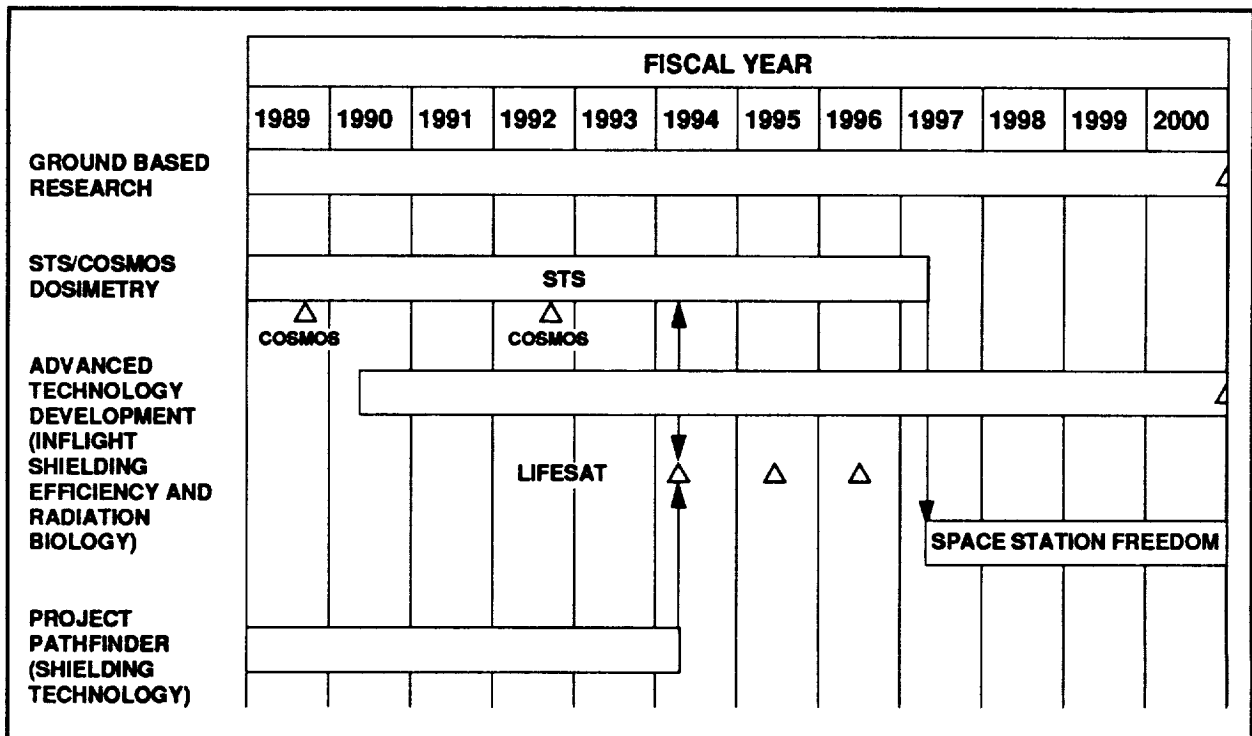 FISCAL YEAR
1989 1990 1991 1992 1993 1994 1995 1996 1997 1998 1999 2000
GROUND BASED
RESEARCH
STS/COSMOS
DOSIMETRY
STS
COSMOS
COSMOS
ADVANCED
TECHNOLOGY
DEVELOPMENT
(INFLIGHT
SHIELDING
EFFICIENCY AND
RADIATION
BIOLOGY)
LIFESAT
SPACE STATION FREEDOM
PROJECT
PATHFINDER
(SHIELDING
TECHNOLOGY)